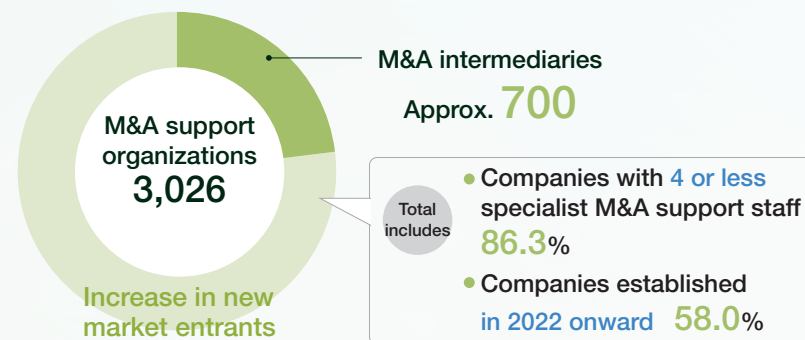 M&A support
organizations
3,026
Increase in new
market entrants
M&A intermediaries
Approx. 700
Total
includes
Companies with 4 or less
specialist M&A support staff
86.3%
Companies established
in 2022 onward 58.0%